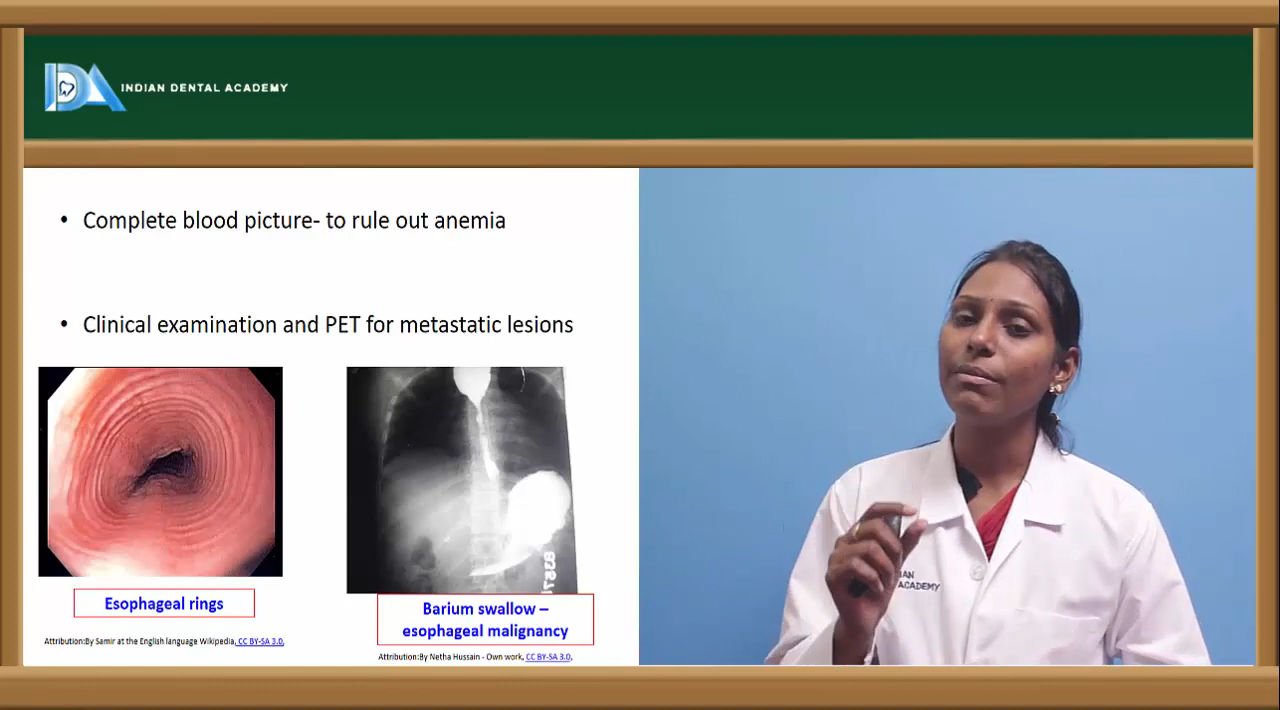 INDIAN DENTAL ACADEMY
• Complete blood picture- to rule out anemia
• Clinical examination and PET for metastatic lesions
Esophageal rings
Attribution:By Samir at the English language Wikipedia, CC BY-SA 3.0,
Barium swallow –
esophageal malignancy
Attribution:By Netha Hussain - Own work, CC BY-SA 3.0,
ACADEMY